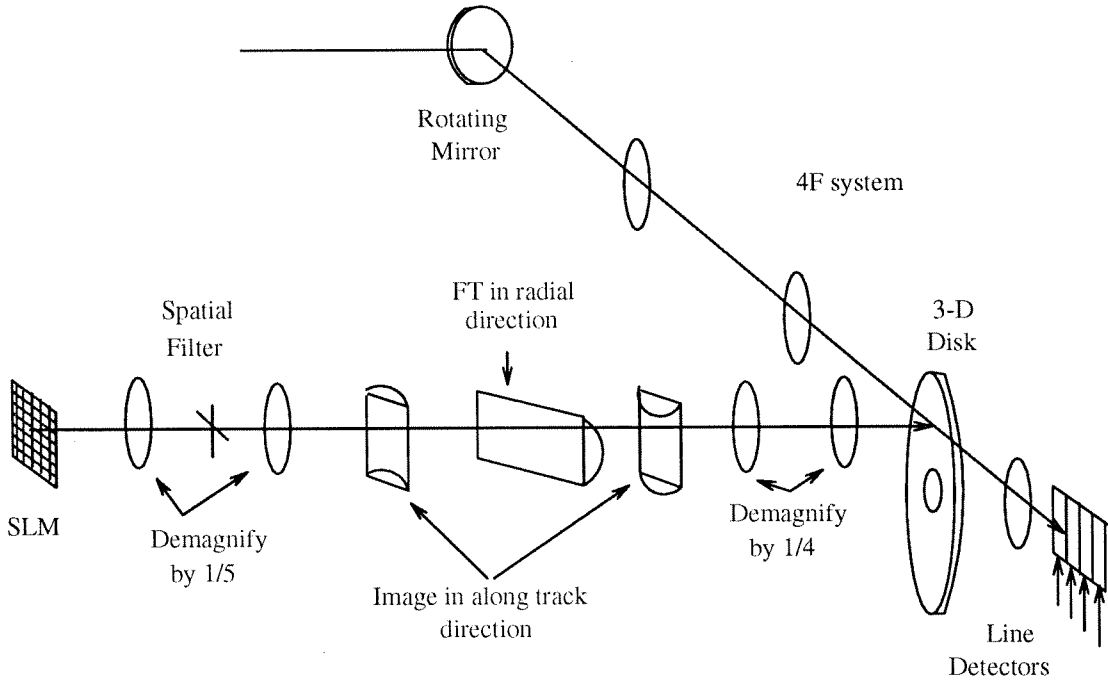 Rotating
Mirror
4F system
FT in radial
direction
Spatial
Filter
3-D
Disk
SLM
Demagnify
by 1/5
Demagnify
by 1/4
Image in along track
direction
Line
Detectors